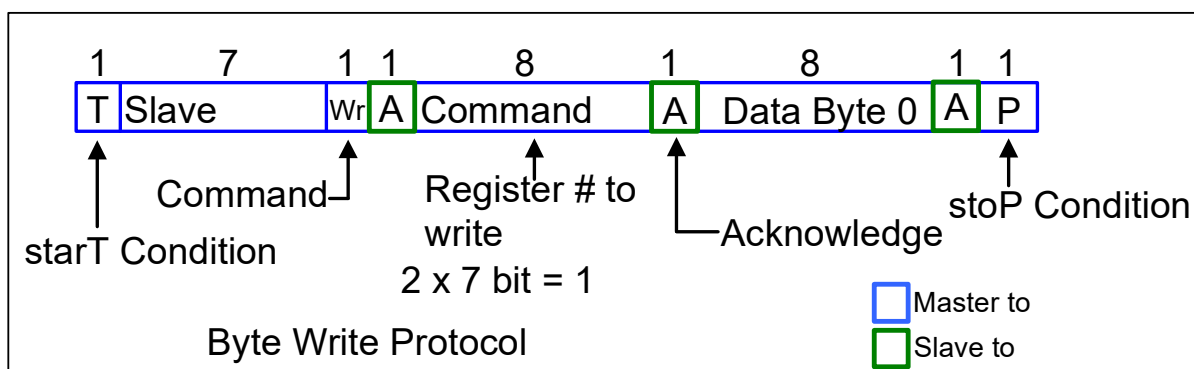 1 7 1 1 8 1 8 1 1
T Slave Wr A Command A Data Byte 0 A P
Command
Register # to
write
2 x 7 bit = 1
starT Condition
Acknowledge
stoP Condition
Byte Write Protocol
Master to
Slave to